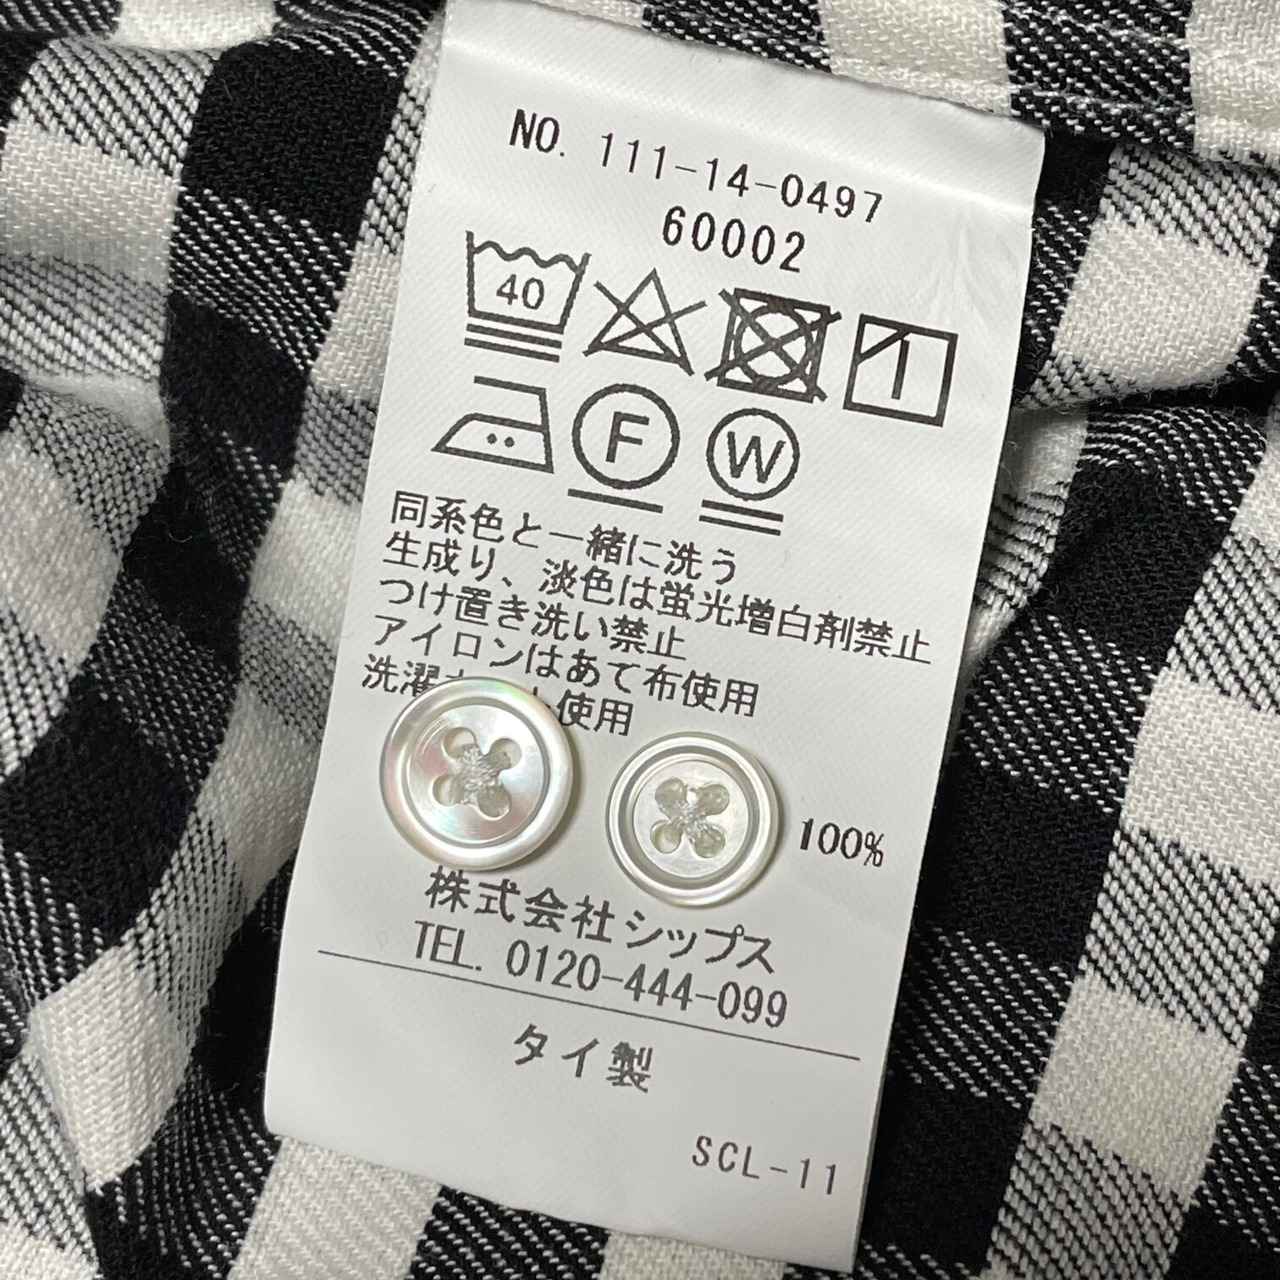 NO. 111-14-0497
60002
40
F
W
同系色と一緒に洗う
生成り、淡色は蛍光増白剤禁止
つけ置き洗い禁止
アイロンはあて布使用
洗濯 使用
100%
株式会社シップス
TEL. 0120-444-099
タイ製
SCL-11